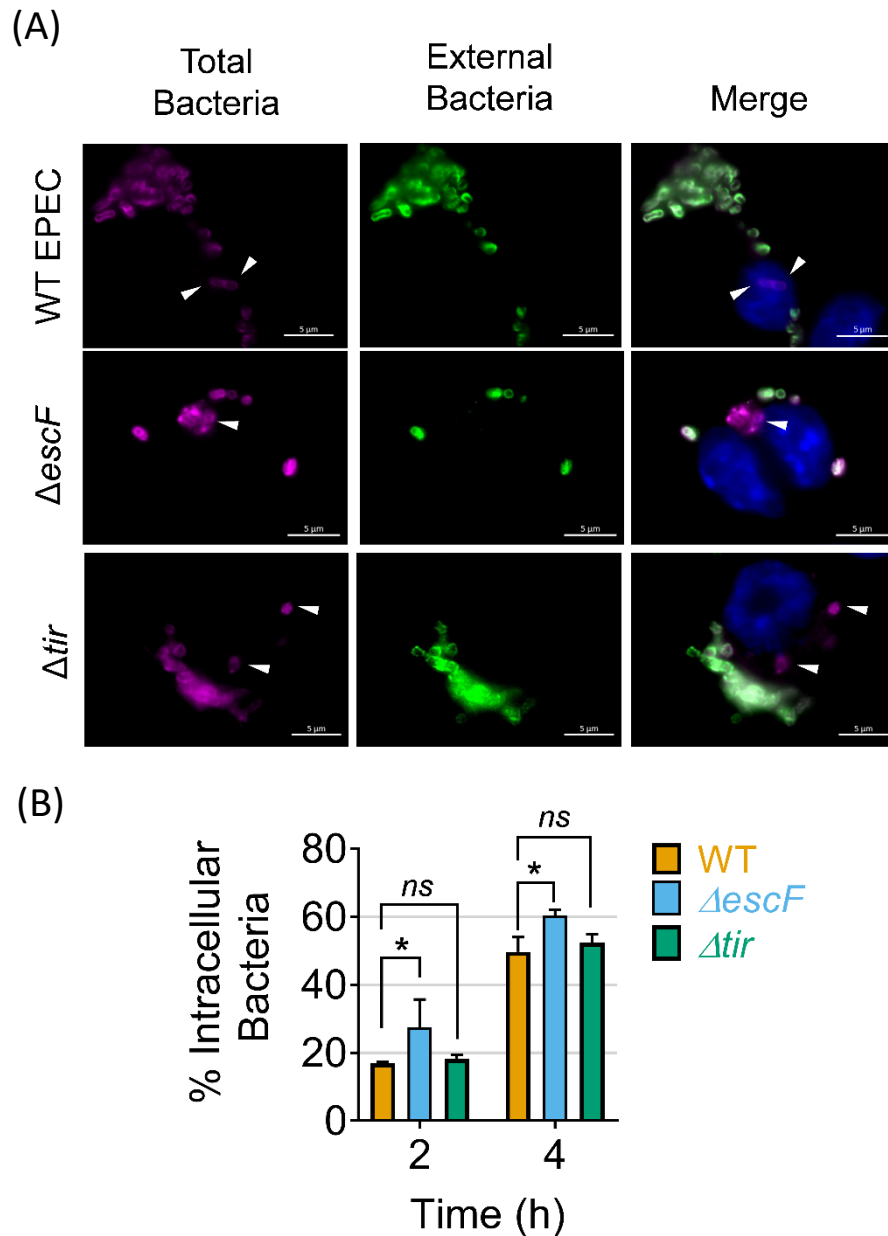 (A)
Total
Bacteria
External
Bacteria
Merge
WT EPEC
5 µm
5 µm
5 µm
ΔescF
5 µm
5 µm
5 µm
Δtir
5 µm
5 µm
5 µm
(B)
% Intracellular
Bacteria
80
60
40
20
0
ns
*
ns
*
2
4
Time (h)
WT
ΔescF
Δtir